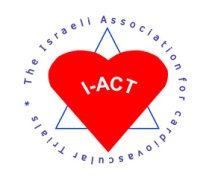 The Israeli Association for cardiovascular Trials *
I-ACT